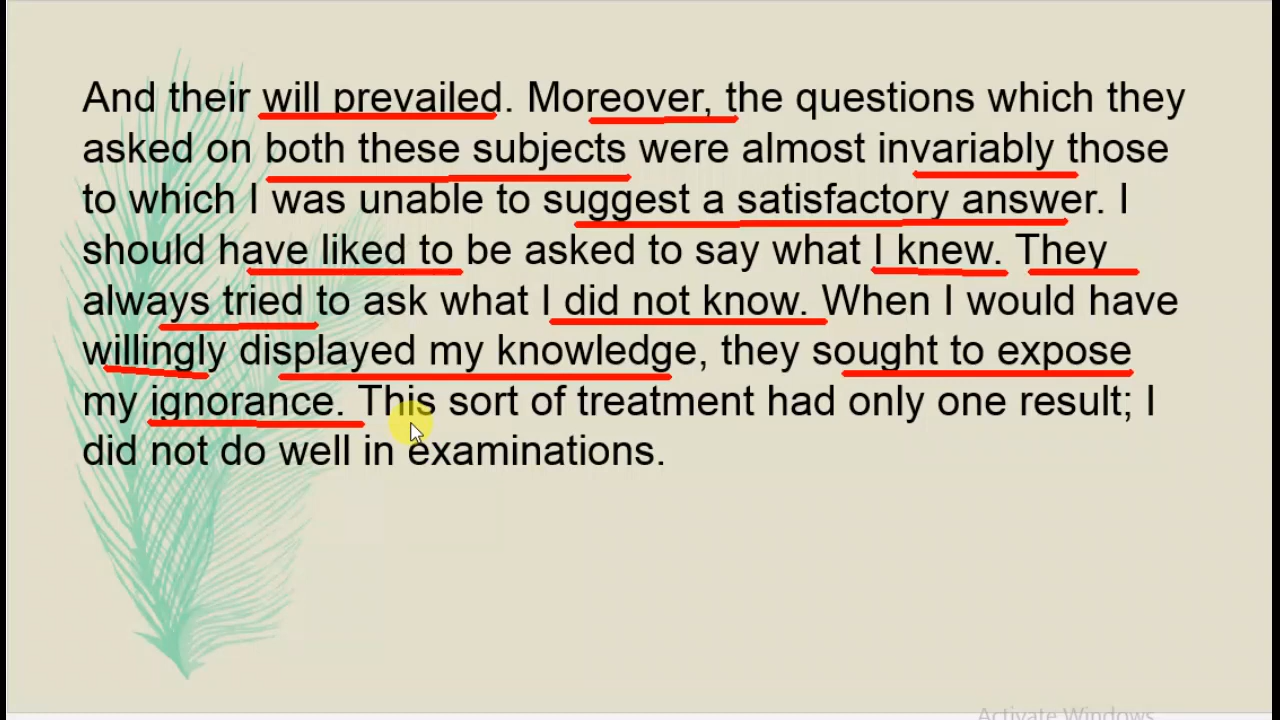 And their will prevailed. Moreover, the questions which they
asked on both these subjects were almost invariably those
to which I was unable to suggest a satisfactory answer. I
should have liked to be asked to say what I knew. They
always tried to ask what I did not know. When I would have
willingly displayed my knowledge, they sought to expose
my ignorance. This sort of treatment had only one result; I
did not do well in examinations.
Activate Windows